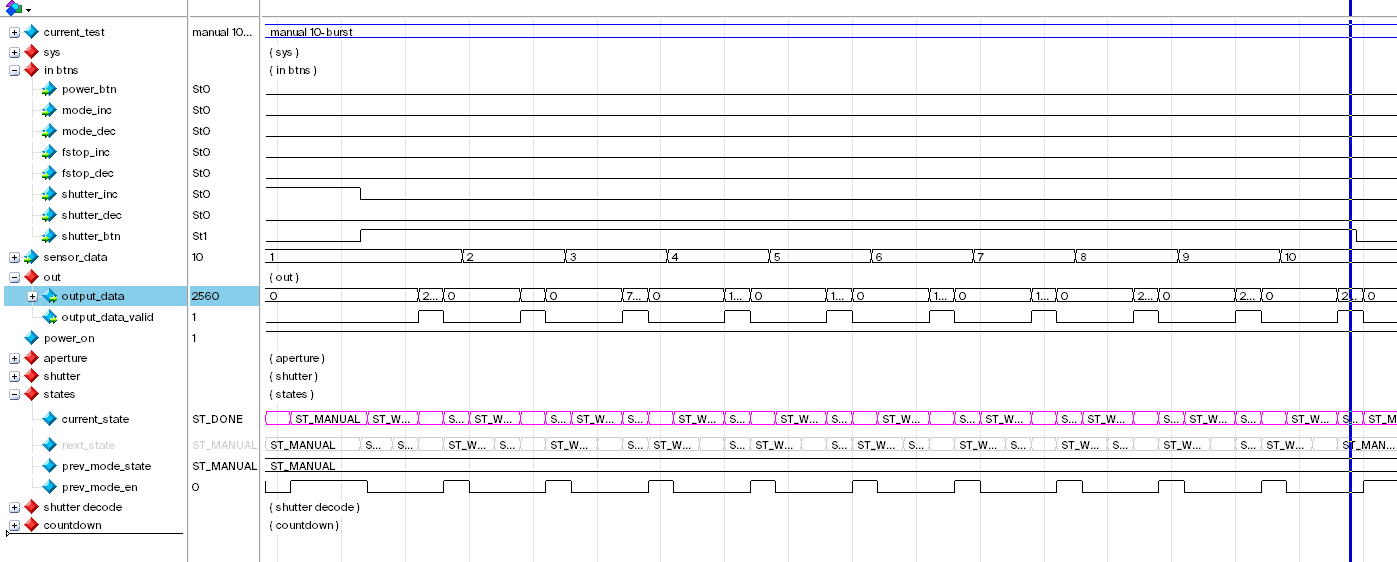 current_test manual 10... manual 10-burst
sys ( sys )
in btns ( in btns )
power_btn St0
mode_inc St0
mode_dec St0
fstop_inc St0
fstop_dec St0
shutter_inc St0
shutter_dec St0
shutter_btn St1
sensor_data 10 1 2 3 4 5 6 7 8 9 10
out ( out )
output_data 2560 0 2... 0 0 7... 0 1... 0 1... 0 1... 0 1... 0 2... 0 2... 0 2... 0
output_data_valid 1
power_on 1
aperture ( aperture )
shutter ( shutter )
states ( states )
current_state ST_DONE ST_MANUAL ST_W... S... ST_W... S... ST_W... S... ST_W... S... ST_W... S... ST_W... S... ST_W... S... ST_W... S... ST_W... S... ST_W... S... ST_M
next_state ST_MANUAL ST_MANUAL S... S... ST_W... S... ST_W... S... ST_W... S... ST_W... S... ST_W... S... ST_W... S... ST_W... S... ST_W... S... ST_W... ST_MAN...
prev_mode_state ST_MANUAL ST_MANUAL
prev_mode_en 0
shutter decode ( shutter decode )
countdown ( countdown )